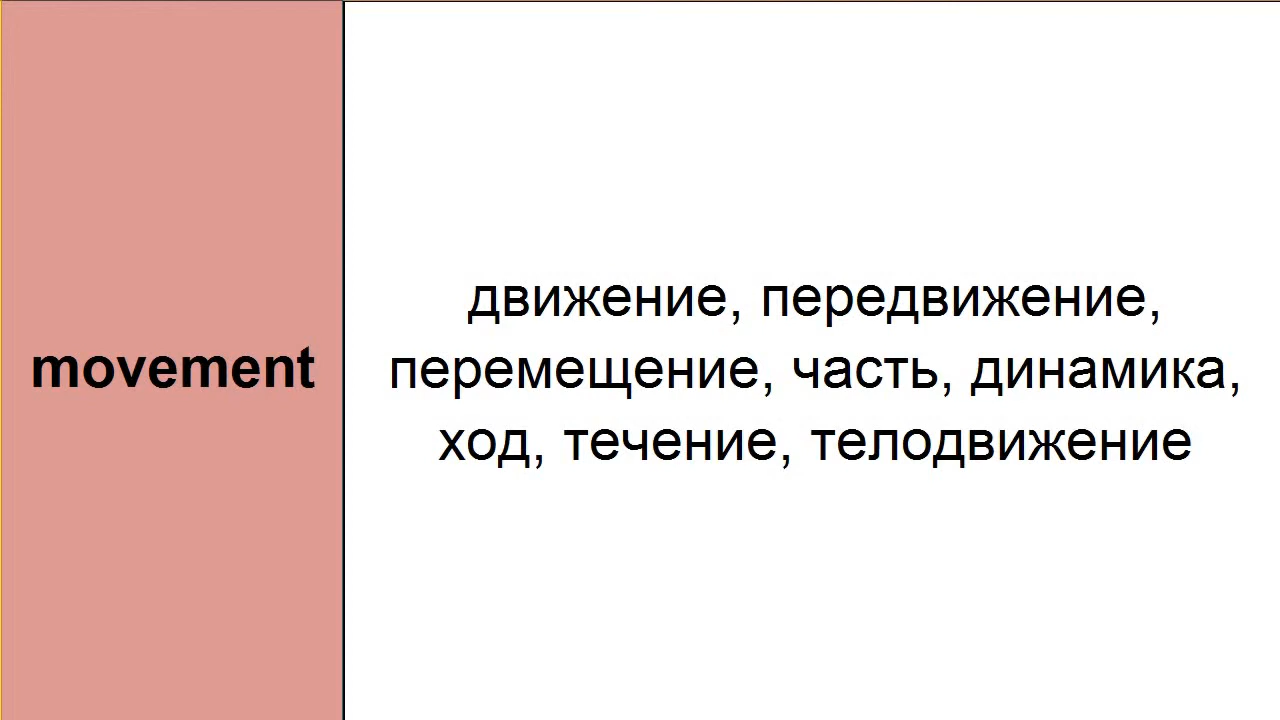 movement
движение, передвижение,
перемещение, часть, динамика,
ход, течение, телодвижение